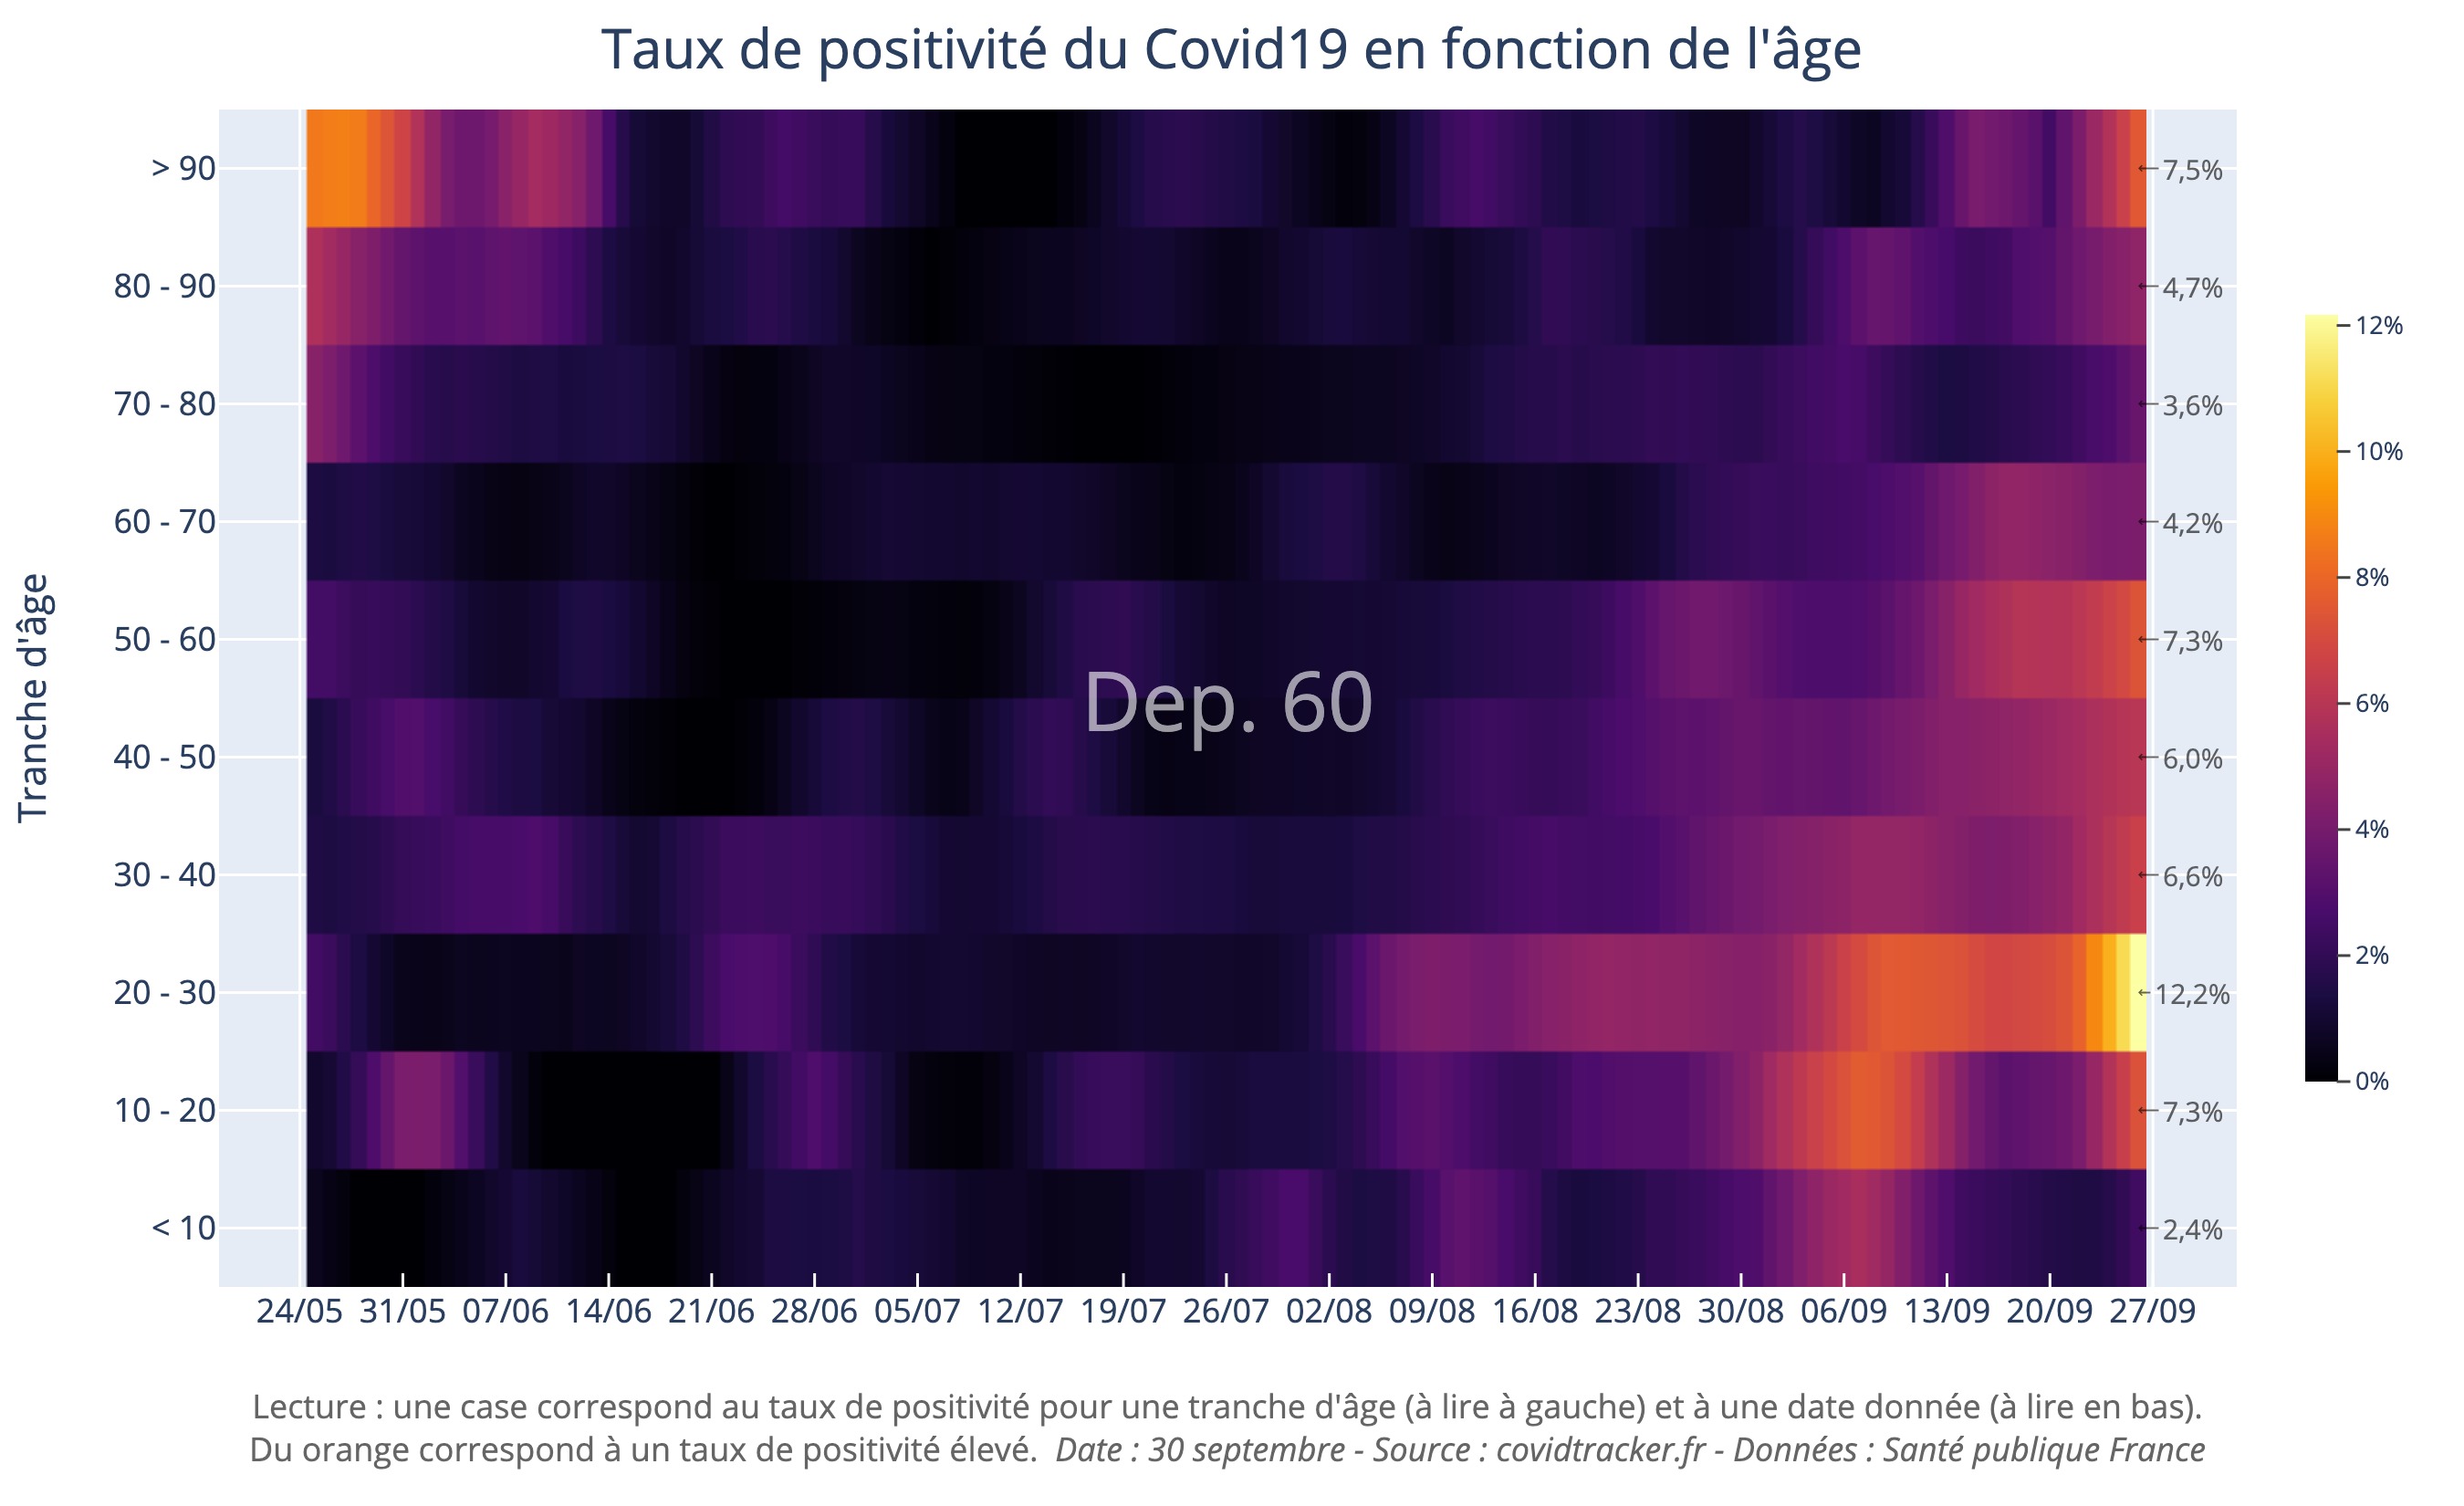 Taux de positivité du Covid19 en fonction de l'âge
Tranche d'âge
> 90
80 - 90
70 - 80
60 - 70
50 - 60
40 - 50
30 - 40
20 - 30
10 - 20
< 10
Dep. 60
7,5%
4,7%
3,6%
4,2%
7,3%
6,0%
6,6%
12,2%
7,3%
2,4%
12%
10%
8%
6%
4%
2%
0%
24/05 31/05 07/06 14/06 21/06 28/06 05/07 12/07 19/07 26/07 02/08 09/08 16/08 23/08 30/08 06/09 13/09 20/09 27/09
Lecture : une case correspond au taux de positivité pour une tranche d'âge (à lire à gauche) et à une date donnée (à lire en bas).
Du orange correspond à un taux de positivité élevé. Date : 30 septembre - Source : covidtracker.fr - Données : Santé publique France